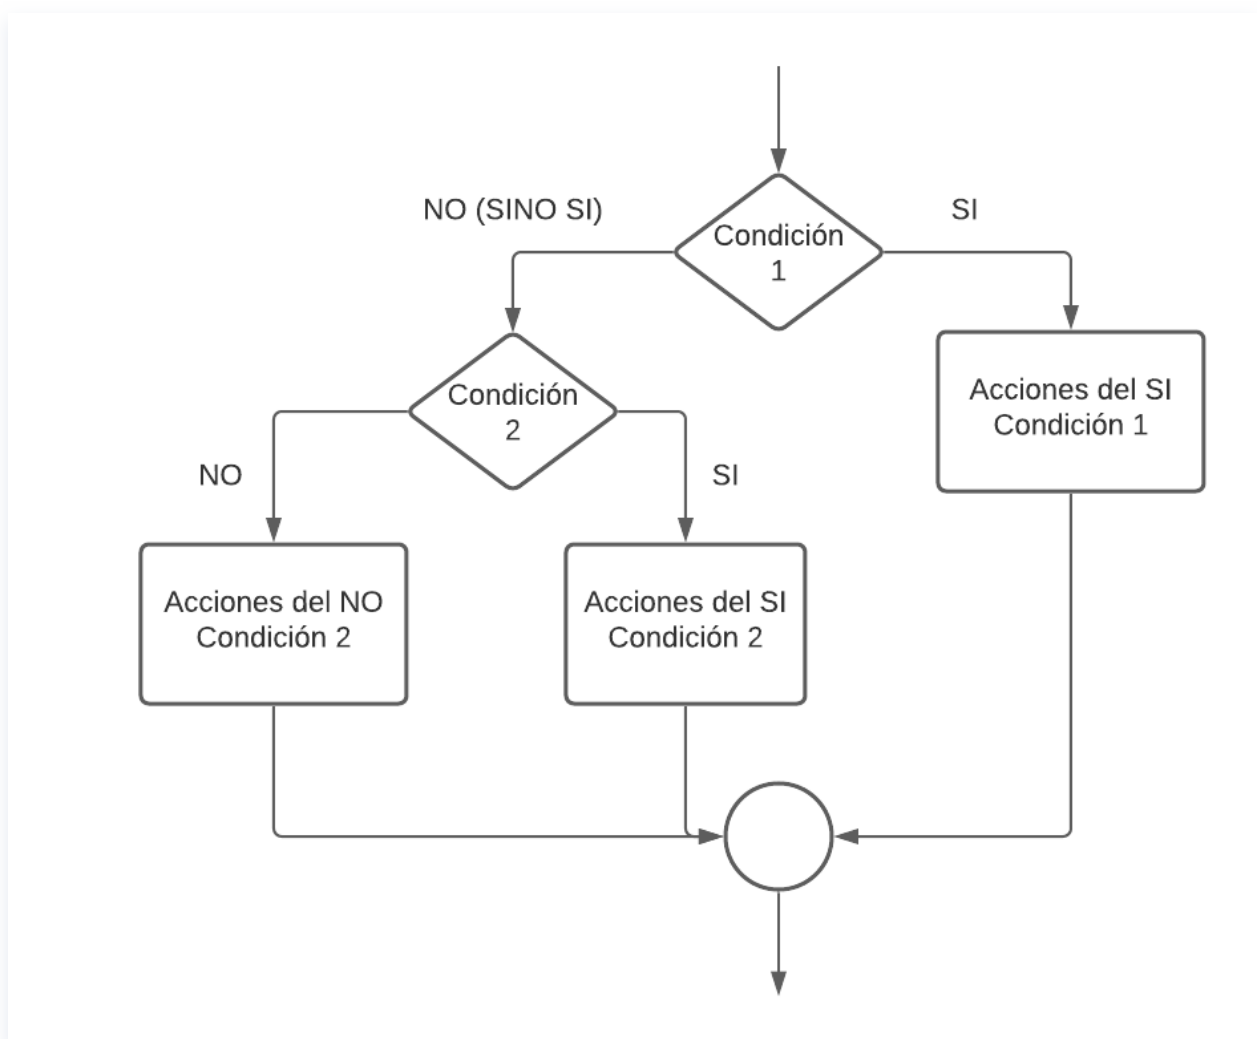 NO (SINO SI)
SI
Condición
1
Condición
2
Acciones del SI
Condición 1
NO
SI
Acciones del NO
Condición 2
Acciones del SI
Condición 2